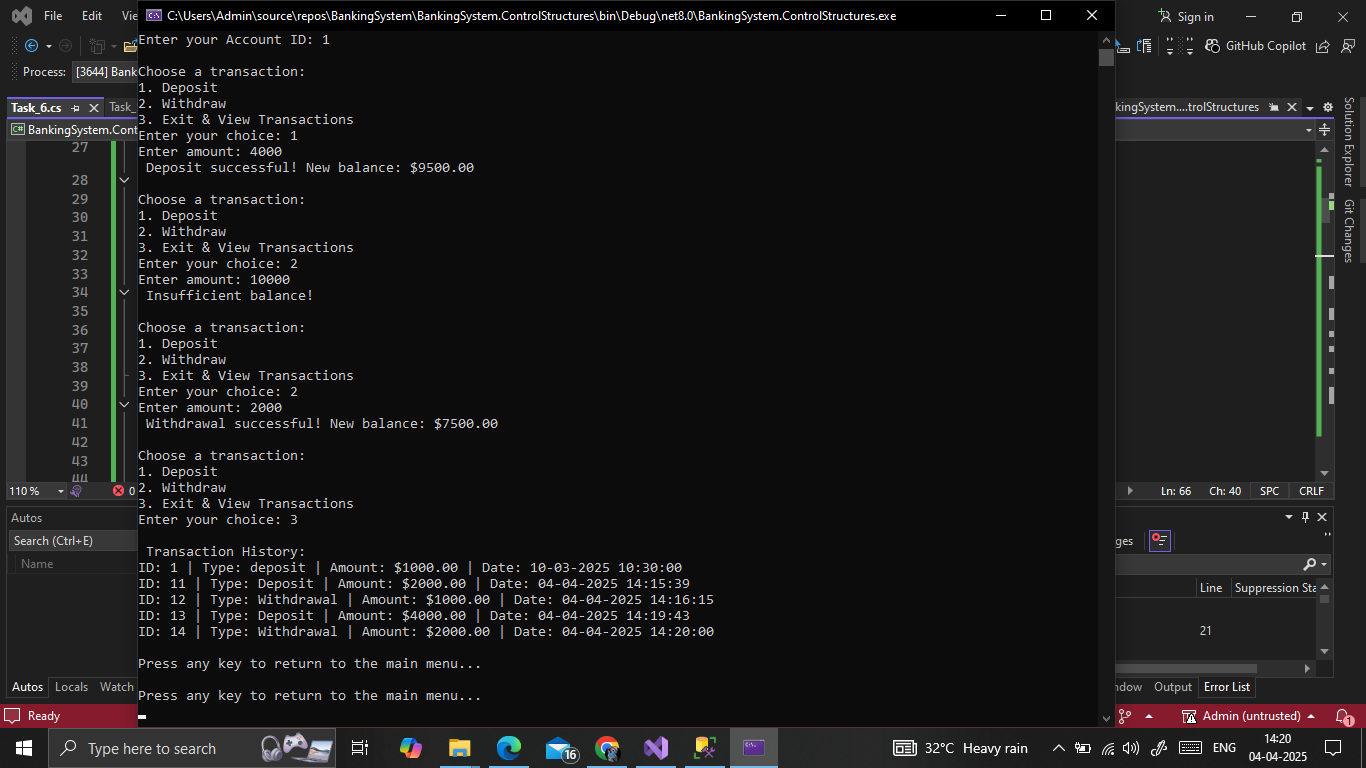 File Edit Vi
C:\Users\Admin\source\repos\BankingSystem\BankingSystem.ControlStructures\bin\Debug\net8.0\BankingSystem.ControlStructures.exe
Sign in
GitHub Copilot
Process: [3644] Bank
Task_6.cs Task_
kingSystem....trolStructures
C# BankingSystem.Cont
27
28
29
30
31
32
33
34
35
36
37
38
39
40
41
42
43
44
Enter your Account ID: 1
Choose a transaction:
1. Deposit
2. Withdraw
3. Exit & View Transactions
Enter your choice: 1
Enter amount: 4000
Deposit successful! New balance: $9500.00
Choose a transaction:
1. Deposit
2. Withdraw
3. Exit & View Transactions
Enter your choice: 2
Enter amount: 10000
Insufficient balance!
Choose a transaction:
1. Deposit
2. Withdraw
3. Exit & View Transactions
Enter your choice: 2
Enter amount: 2000
Withdrawal successful! New balance: $7500.00
Choose a transaction:
1. Deposit
2. Withdraw
3. Exit & View Transactions
Enter your choice: 3
Transaction History:
ID: 1 | Type: deposit | Amount: $1000.00 | Date: 10-03-2025 10:30:00
ID: 11 | Type: Deposit | Amount: $2000.00 | Date: 04-04-2025 14:15:39
ID: 12 | Type: Withdrawal | Amount: $1000.00 | Date: 04-04-2025 14:16:15
ID: 13 | Type: Deposit | Amount: $4000.00 | Date: 04-04-2025 14:19:43
ID: 14 | Type: Withdrawal | Amount: $2000.00 | Date: 04-04-2025 14:20:00
Press any key to return to the main menu...
Press any key to return to the main menu...
Solution Explorer
Git Changes
110 % 0
Ln: 66 Ch: 40 SPC CRLF
Autos
Search (Ctrl+E)
Name
ges
Line Suppression Sta
21
Autos Locals Watch
ndow Output Error List
Ready
Admin (untrusted) 1
Type here to search
16
32°C Heavy rain
ENG
14:20
04-04-2025